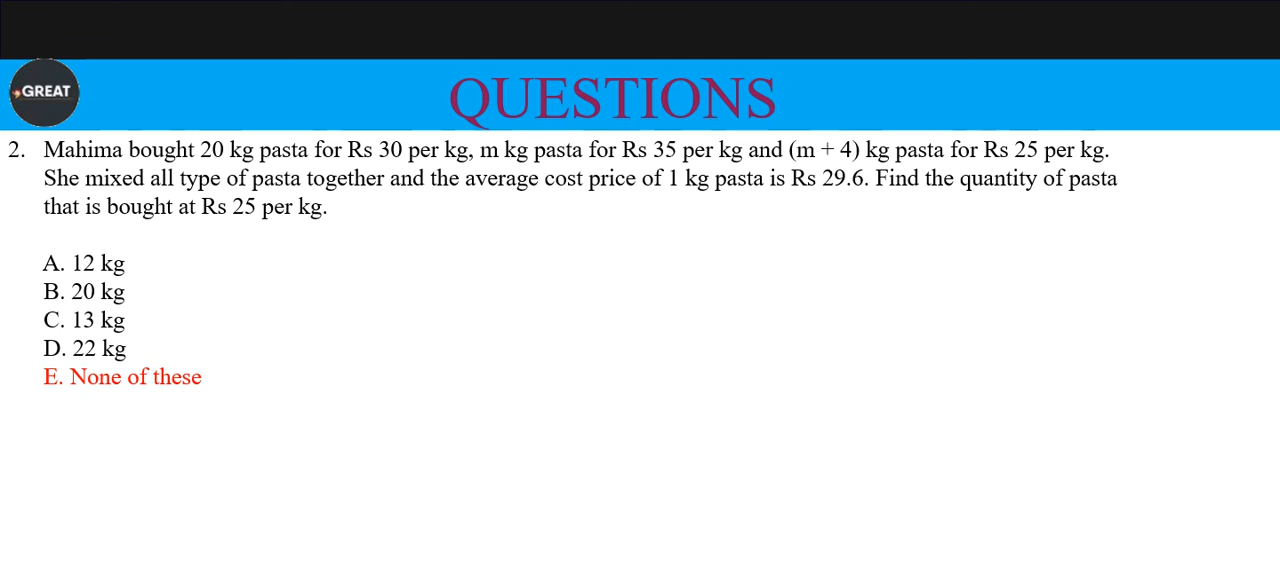 GREAT
QUESTIONS
2. Mahima bought 20 kg pasta for Rs 30 per kg, m kg pasta for Rs 35 per kg and (m + 4) kg pasta for Rs 25 per kg.
She mixed all type of pasta together and the average cost price of 1 kg pasta is Rs 29.6. Find the quantity of pasta
that is bought at Rs 25 per kg.
A. 12 kg
B. 20 kg
C. 13 kg
D. 22 kg
E. None of these